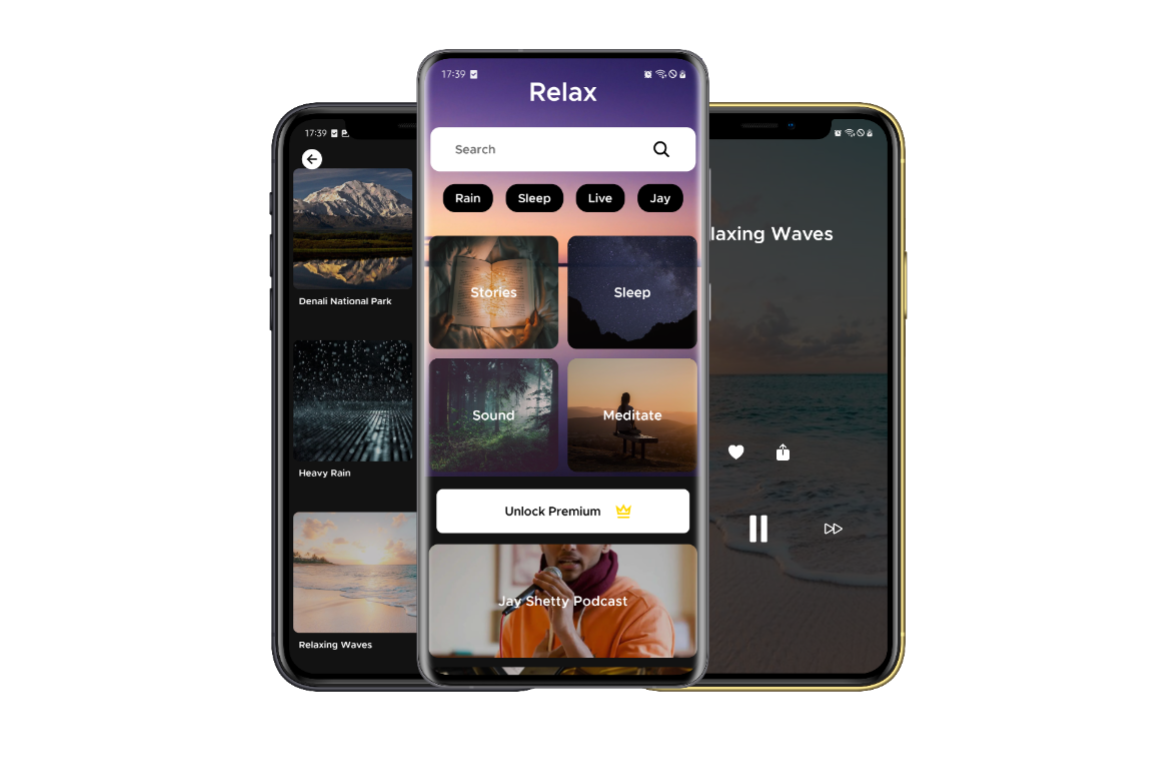 17:39
Denali National Park
Heavy Rain
Relaxing Waves
17:39
Relax
Search
Rain Sleep Live Jay
Stories Sleep
Sound Meditate
Unlock Premium
Jay Shetty Podcast
laxing Waves